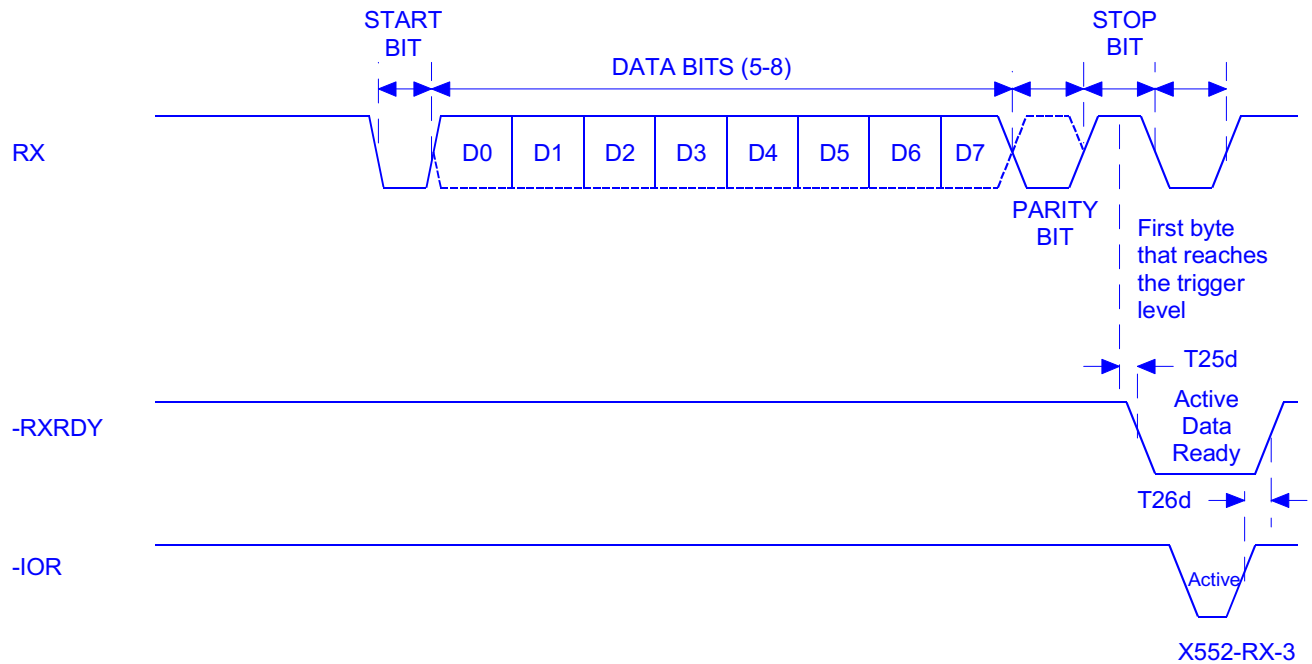 START
BIT
STOP
BIT
DATA BITS (5-8)
RX
D0 D1 D2 D3 D4 D5 D6 D7
PARITY
BIT
First byte
that reaches
the trigger
level
T25d
-RXRDY
Active
Data
Ready
T26d
-IOR
Active
X552-RX-3